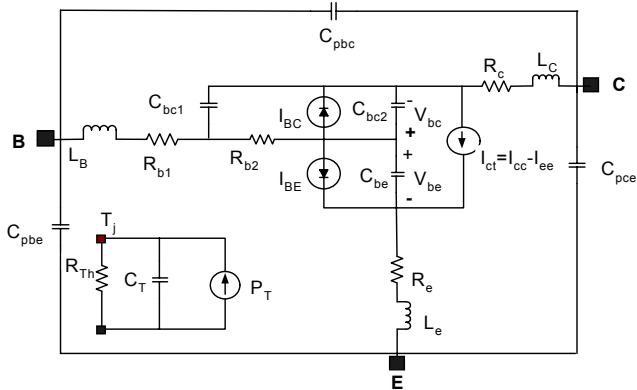 C_pbc
R_c
L_C
C
C_bc1
I_BC
C_bc2
-
V_bc
+
B
L_B
R_b1
R_b2
I_BE
+
C_be
V_be
-
I_ct=I_cc-I_ee
C_pce
C_pbe
T_j
R_Th
C_T
P_T
R_e
L_e
E